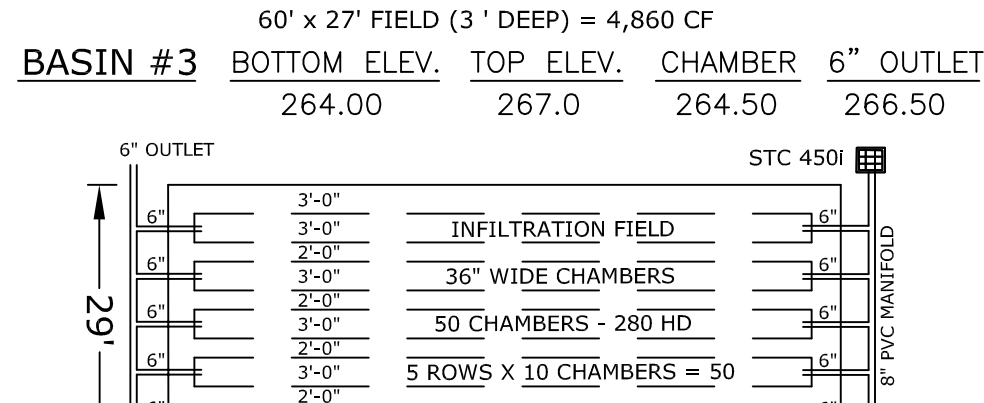 60' x 27' FIELD (3 ' DEEP) = 4,860 CF
BASIN #3 BOTTOM ELEV. TOP ELEV. CHAMBER 6” OUTLET
264.00 267.0 264.50 266.50
6" OUTLET
STC 450i
3'-0"
6" 3'-0" INFILTRATION FIELD 6"
2'-0"
6" 3'-0" 36" WIDE CHAMBERS 6"
2'-0"
6" 3'-0" 50 CHAMBERS - 280 HD 6"
2'-0"
6" 3'-0" 5 ROWS X 10 CHAMBERS = 50 6"
2'-0"
29'
8" PVC MANIFOLD